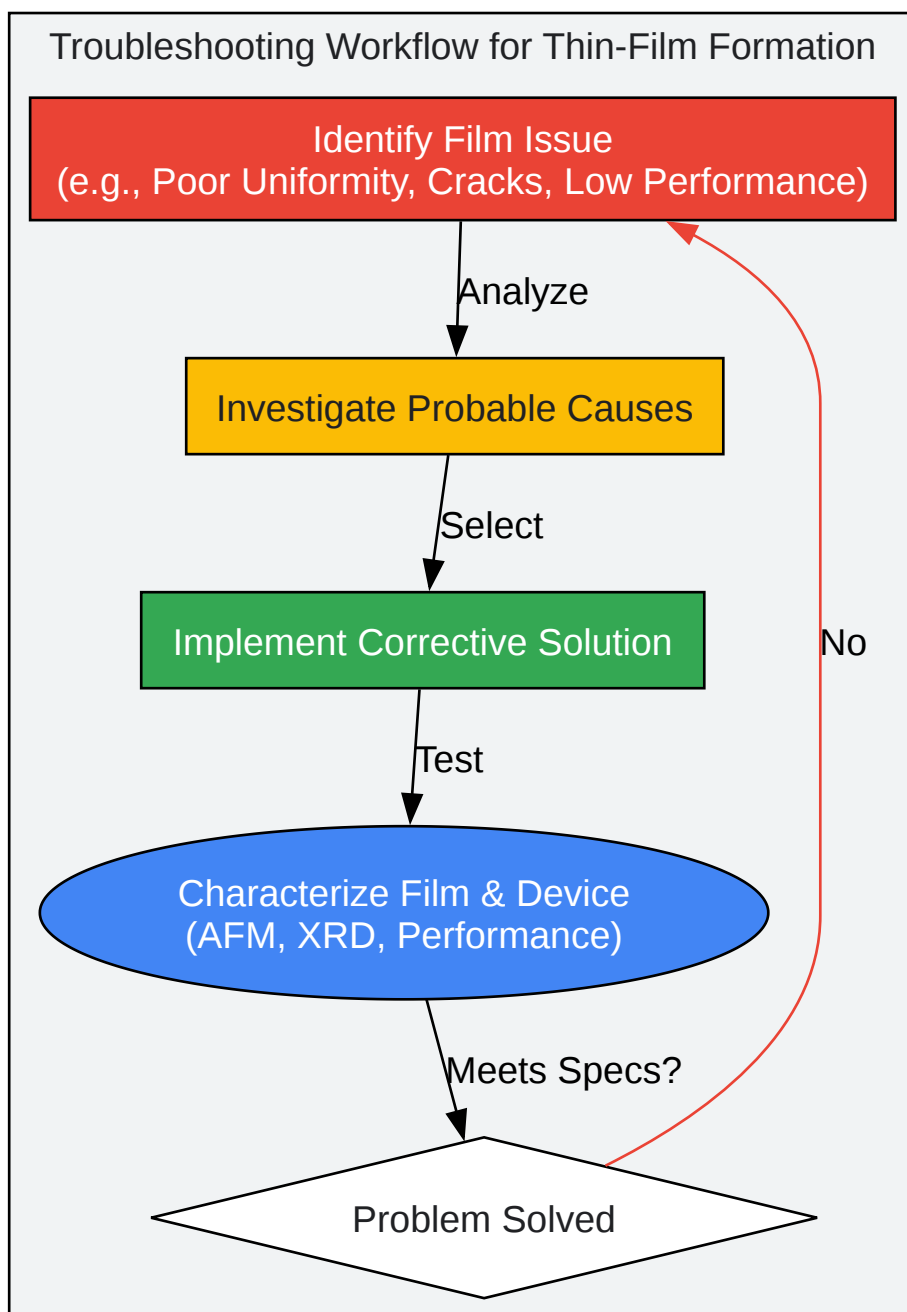 Troubleshooting Workflow for Thin-Film Formation
Identify Film Issue
(e.g., Poor Uniformity, Cracks, Low Performance)
Analyze
Investigate Probable Causes
Select
Implement Corrective Solution
No
Test
Characterize Film & Device
(AFM, XRD, Performance)
Meets Specs?
Problem Solved